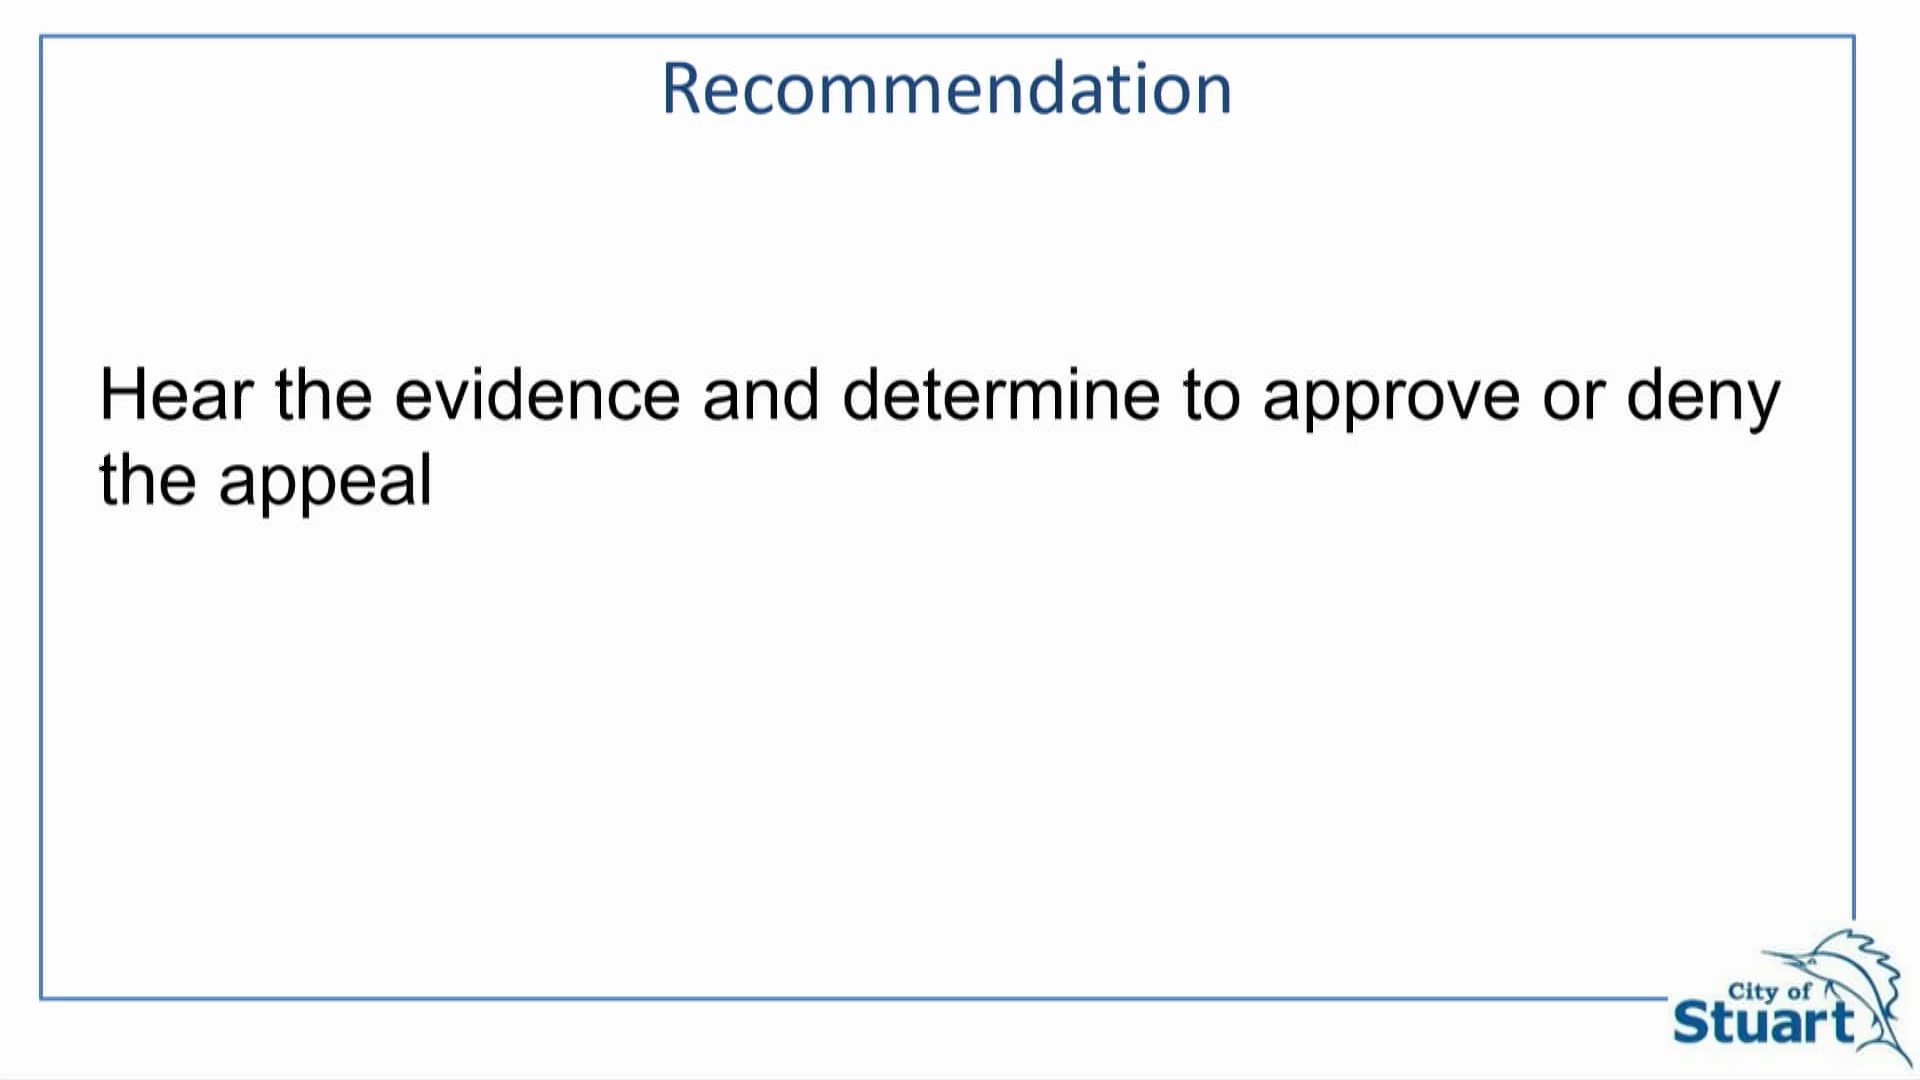 Recommendation
Hear the evidence and determine to approve or deny
the appeal
City of
Stuart